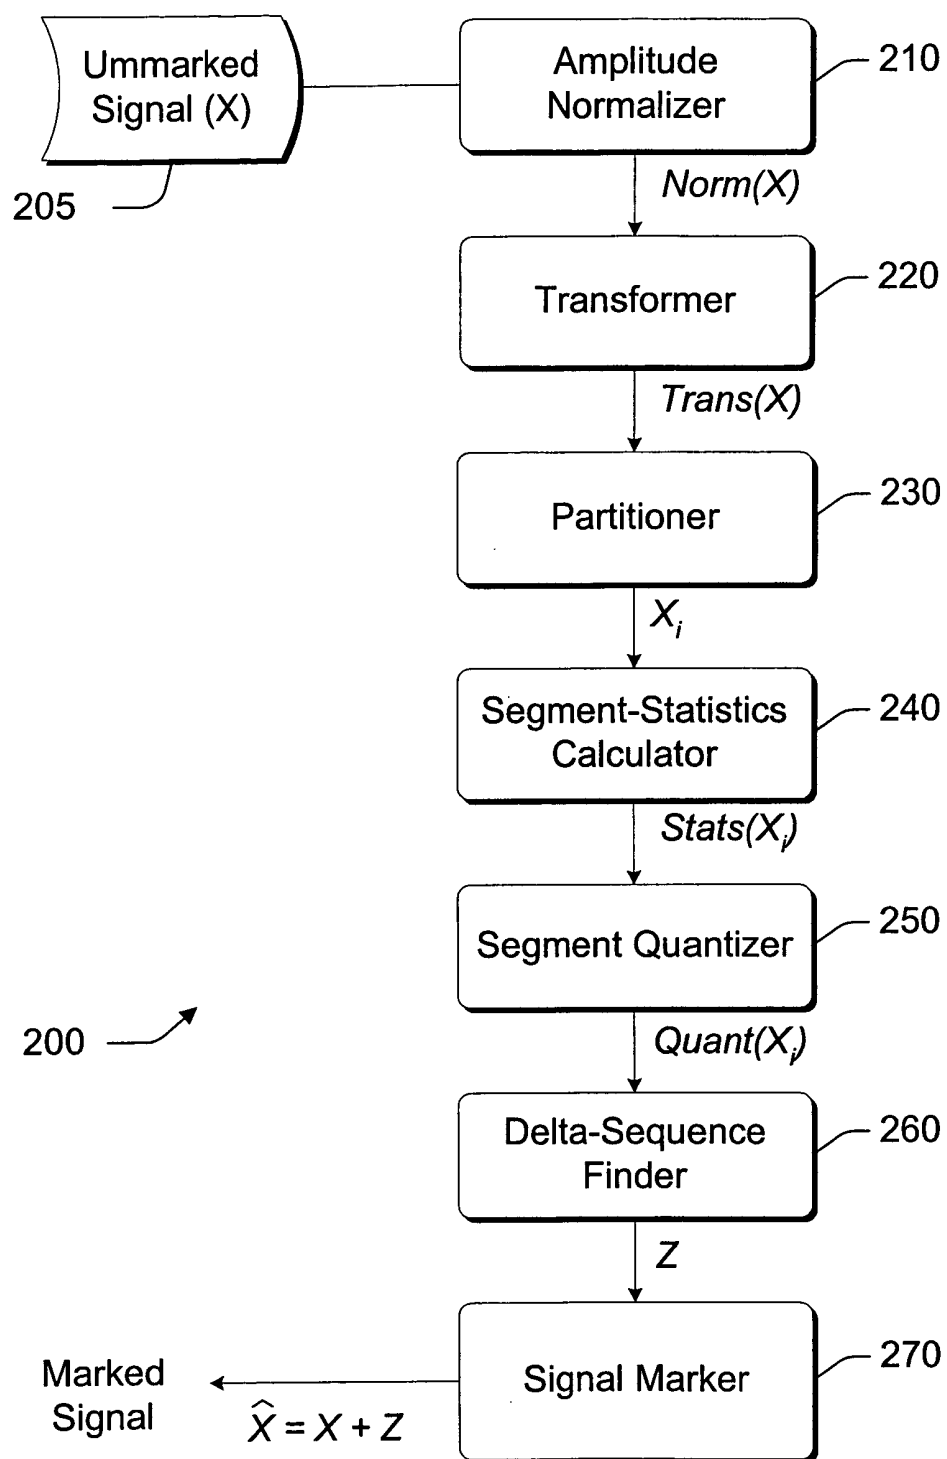 Ummarked
Signal (X)
205
Amplitude
Normalizer
210
Norm(X)
Transformer
220
Trans(X)
Partitioner
230
Xi
Segment-Statistics
Calculator
240
Stats(Xi)
Segment Quantizer
250
200
Quant(Xi)
Delta-Sequence
Finder
260
Z
Signal Marker
270
Marked
Signal
X̂ = X + Z